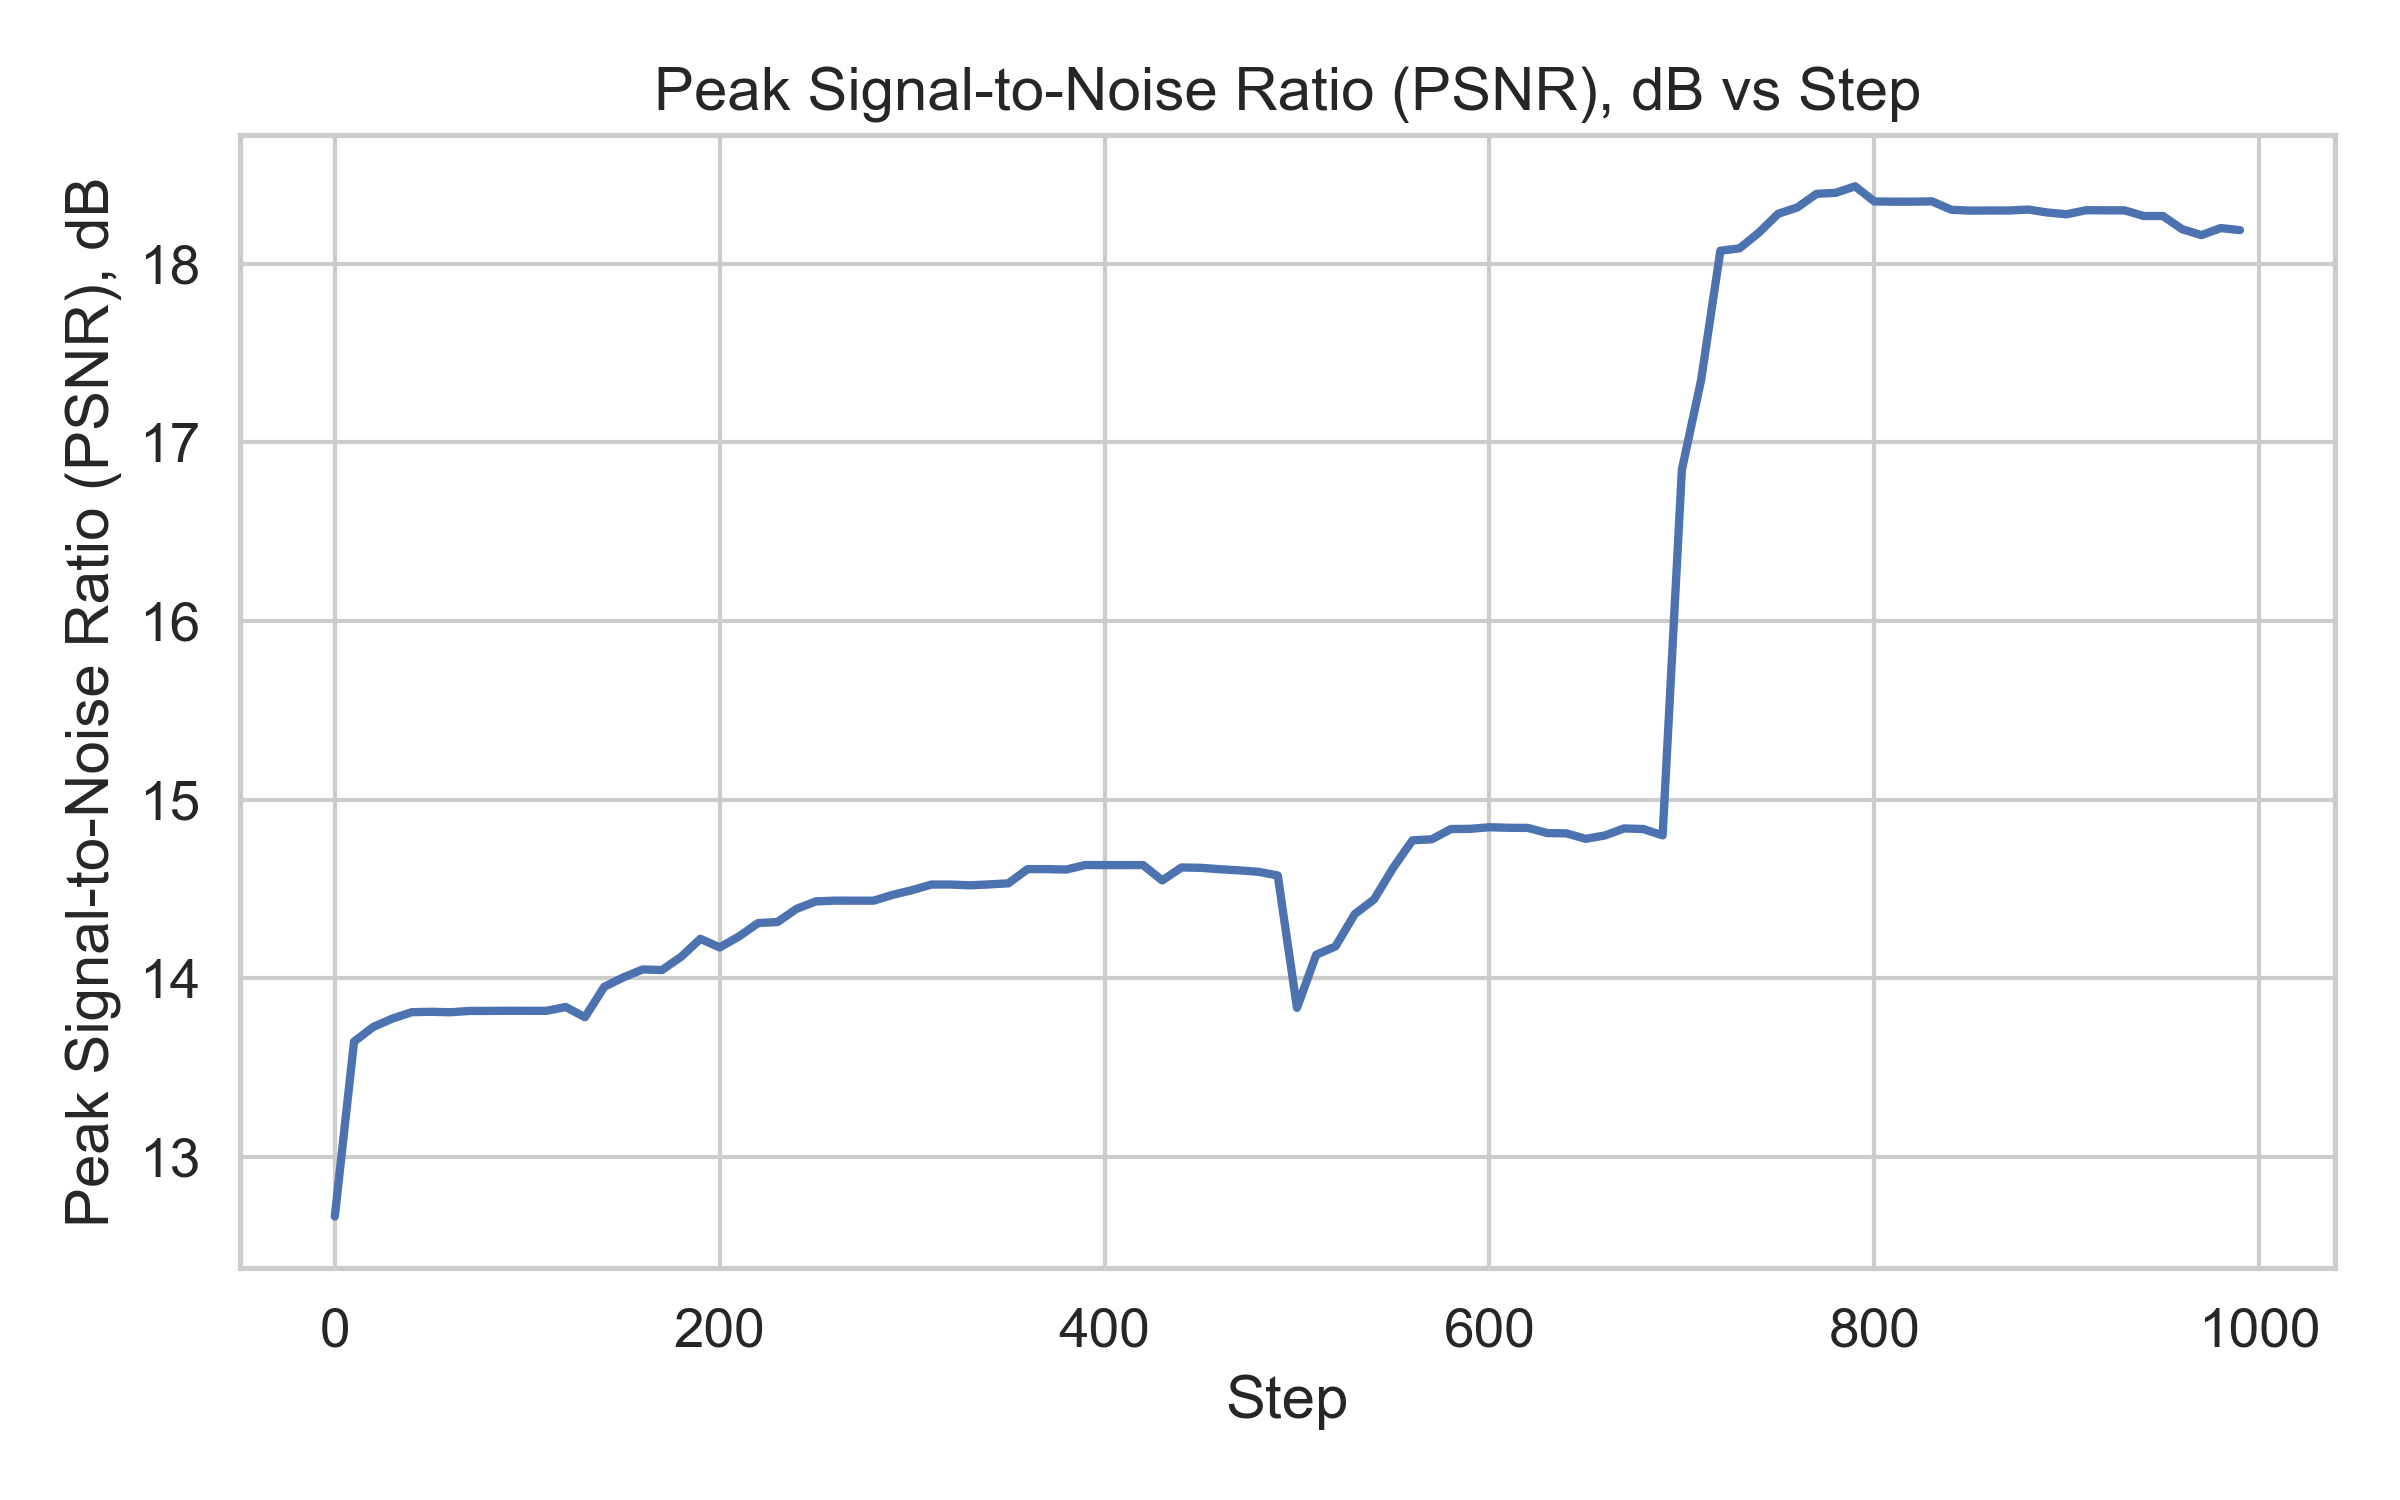 Peak Signal-to-Noise Ratio (PSNR), dB vs Step
Peak Signal-to-Noise Ratio (PSNR), dB
18
17
16
15
14
13
0 200 400 600 800 1000
Step